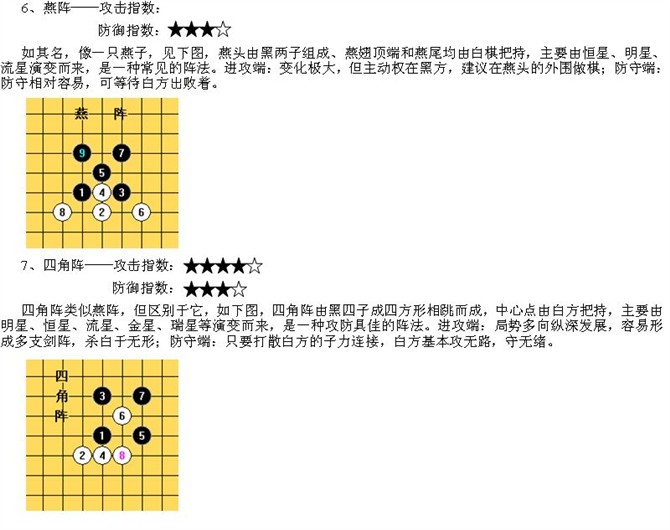 6、燕阵——攻击指数:
防御指数:★★★☆
如其名，像一只燕子，见下图，燕头由黑两子组成、燕翅顶端和燕尾均由白棋把持，主要由恒星、明星、
流星演变而来，是一种常见的阵法。进攻端：变化极大，但主动权在黑方，建议在燕头的外围做棋；防守端：
防守相对容易，可等待白方出败着。
燕 阵
9 7
5
1 4 3
8 2 6
7、四角阵——攻击指数:★★★★☆
防御指数:★★★☆
四角阵类似燕阵，但区别于它，如下图，四角阵由黑四子成四方形相跳而成，中心点由白方把持，主要由
明星、恒星、流星、金星、瑞星等演变而来，是一种攻防具佳的阵法。进攻端：局势多向纵深发展，容易形
成多支剑阵，杀白于无形；防守端：只要打散白方的子力连接，白方基本攻无路，守无绪。
四
角
阵
3 7
6
1 5
2 4 8